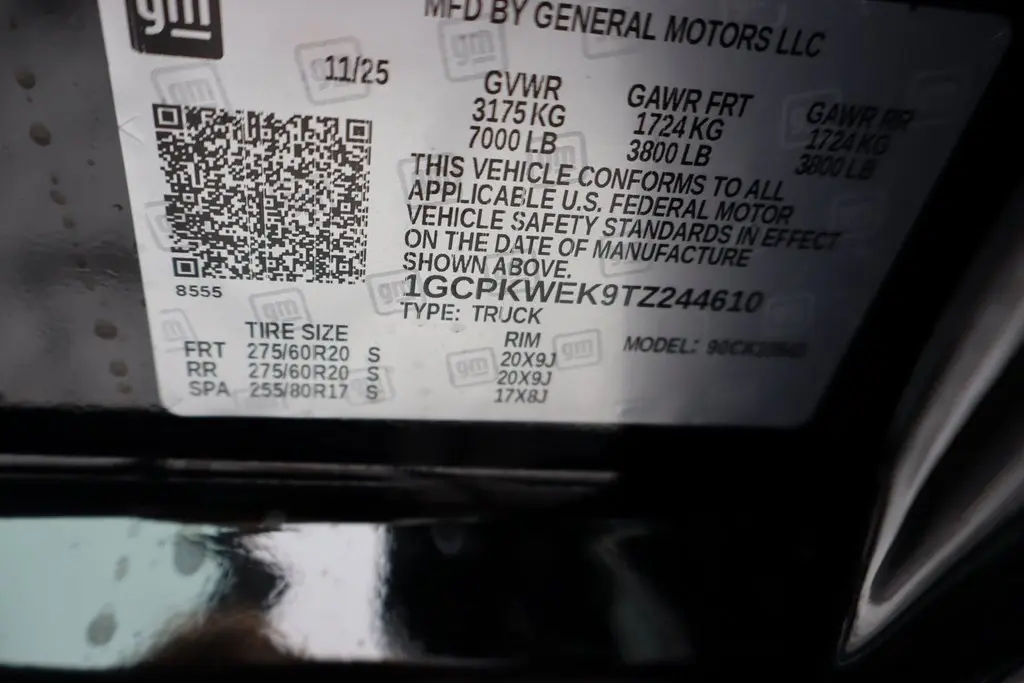 gm
MFD BY GENERAL MOTORS LLC
11/25
GVWR GAWR FRT GAWR RR
3175 KG 1724 KG 1724 KG
7000 LB 3800 LB 3800 LB
THIS VEHICLE CONFORMS TO ALL
APPLICABLE U.S. FEDERAL MOTOR
VEHICLE SAFETY STANDARDS IN EFFECT
ON THE DATE OF MANUFACTURE
SHOWN ABOVE.
8555
1GCPKWEK9TZ244610
TYPE: TRUCK
TIRE SIZE RIM MODEL:
FRT 275/60R20 S 20X9J
RR 275/60R20 S 20X9J
SPA 255/80R17 S 17X8J